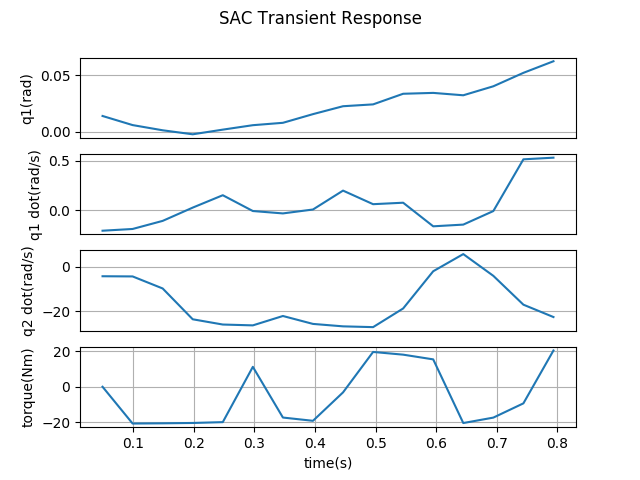 SAC Transient Response
q1(rad)
0.05
0.00
q1 dot(rad/s)
0.5
0.0
q2 dot(rad/s)
0
−20
torque(Nm)
20
0
−20
0.1 0.2 0.3 0.4 0.5 0.6 0.7 0.8
time(s)